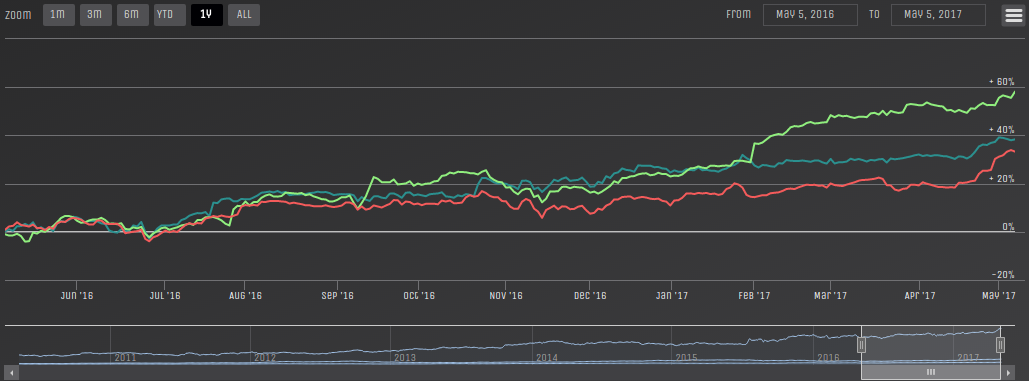 Zoom 1m 3m 6m YTD 1y All From May 5, 2016 To May 5, 2017
+ 60%
+ 40%
+ 20%
0%
-20%
Jun '16 Jul '16 Aug '16 Sep '16 Oct '16 Nov '16 Dec '16 Jan '17 Feb '17 Mar '17 Apr '17 May '17
2011 2012 2013 2014 2015 2016 2017